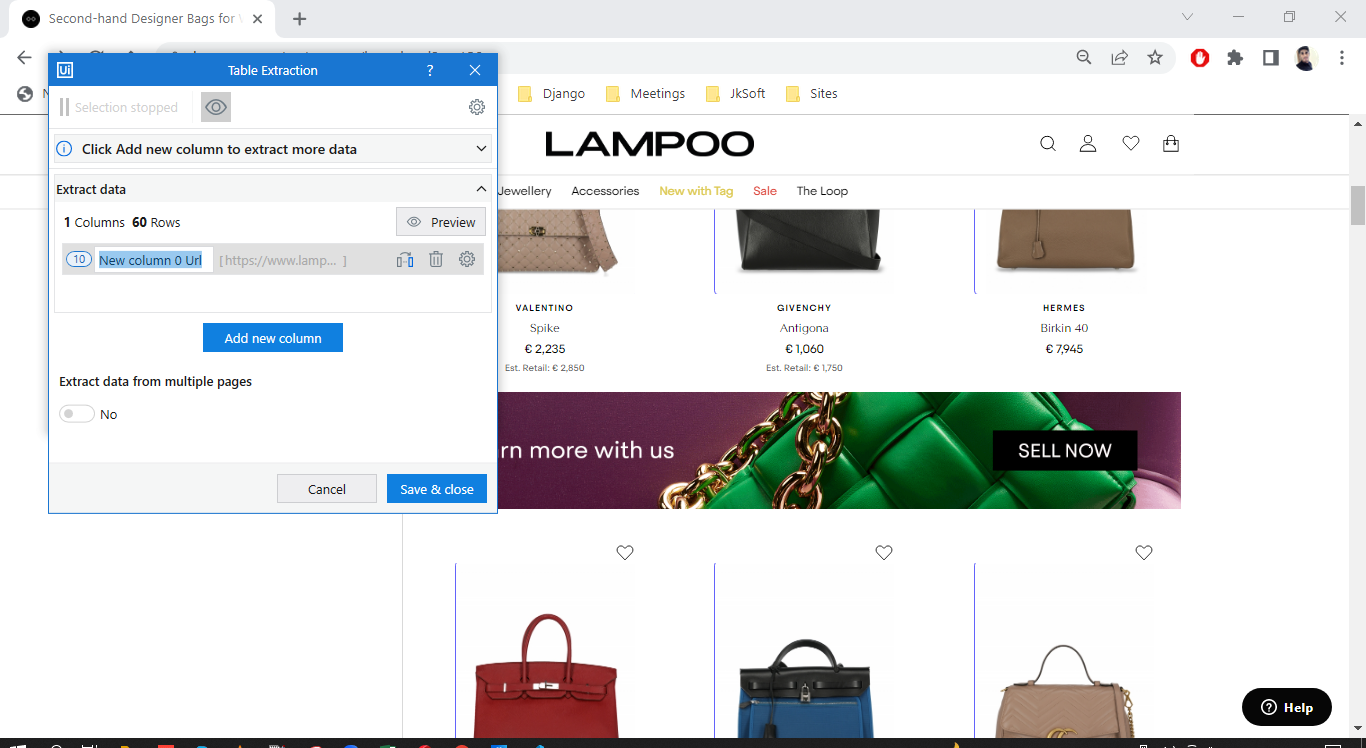 Second-hand Designer Bags for
Ui Table Extraction ?
Selection stopped
Django Meetings JkSoft Sites
Click Add new column to extract more data
LAMPOO
Extract data
Jewellery Accessories New with Tag Sale The Loop
1 Columns 60 Rows Preview
10 New column 0 Url [https://www.lamp... ]
Add new column
VALENTINO
Spike
€ 2,235
Est. Retail: € 2,850
GIVENCHY
Antigona
€ 1,060
Est. Retail: € 1,750
HERMES
Birkin 40
€ 7,945
Extract data from multiple pages
No
rn more with us
SELL NOW
Cancel Save & close
Help